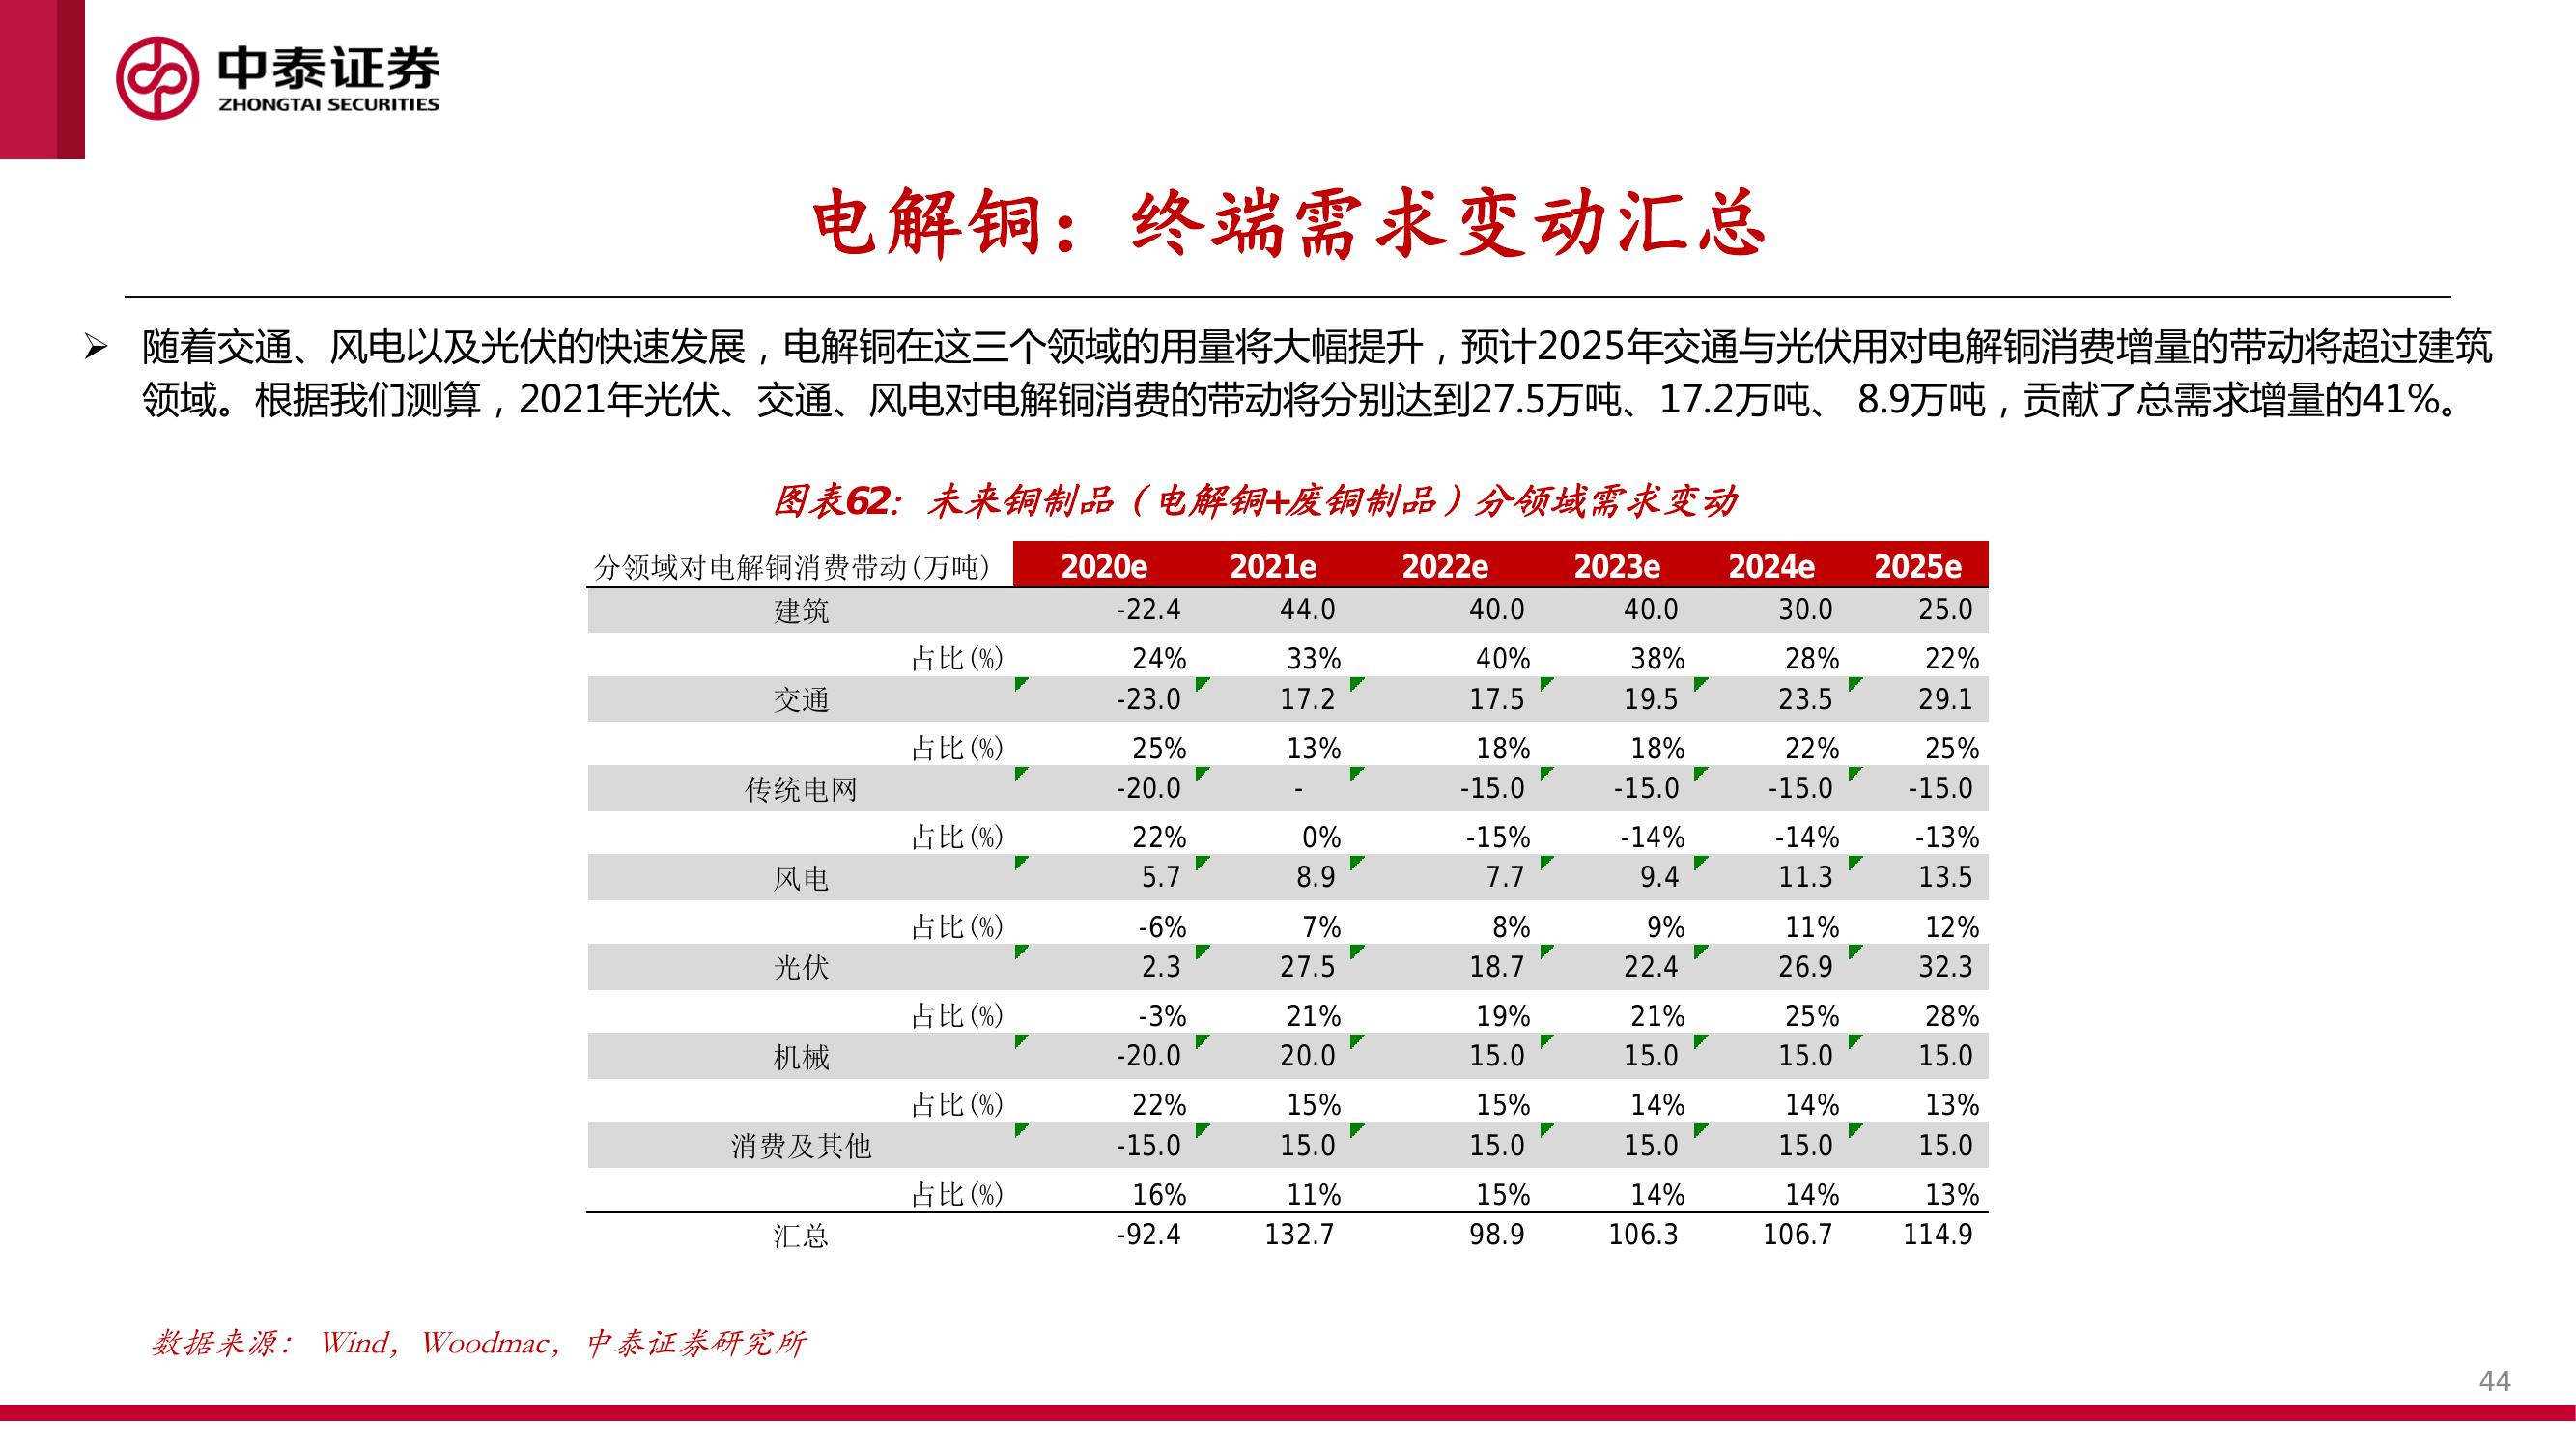 中泰证券
ZHONGTAI SECURITIES
电解铜：终端需求变动汇总
➢ 随着交通、风电以及光伏的快速发展，电解铜在这三个领域的用量将大幅提升，预计2025年交通与光伏用对电解铜消费增量的带动将超过建筑
领域。根据我们测算，2021年光伏、交通、风电对电解铜消费的带动将分别达到27.5万吨、17.2万吨、 8.9万吨，贡献了总需求增量的41%。
图表62：未来铜制品（电解铜+废铜制品）分领域需求变动
分领域对电解铜消费带动(万吨) 2020e 2021e 2022e 2023e 2024e 2025e
建筑 -22.4 44.0 40.0 40.0 30.0 25.0
占比(%) 24% 33% 40% 38% 28% 22%
交通 -23.0 17.2 17.5 19.5 23.5 29.1
占比(%) 25% 13% 18% 18% 22% 25%
传统电网 -20.0 - -15.0 -15.0 -15.0 -15.0
占比(%) 22% 0% -15% -14% -14% -13%
风电 5.7 8.9 7.7 9.4 11.3 13.5
占比(%) -6% 7% 8% 9% 11% 12%
光伏 2.3 27.5 18.7 22.4 26.9 32.3
占比(%) -3% 21% 19% 21% 25% 28%
机械 -20.0 20.0 15.0 15.0 15.0 15.0
占比(%) 22% 15% 15% 14% 14% 13%
消费及其他 -15.0 15.0 15.0 15.0 15.0 15.0
占比(%) 16% 11% 15% 14% 14% 13%
汇总 -92.4 132.7 98.9 106.3 106.7 114.9
数据来源： Wind，Woodmac，中泰证券研究所
44